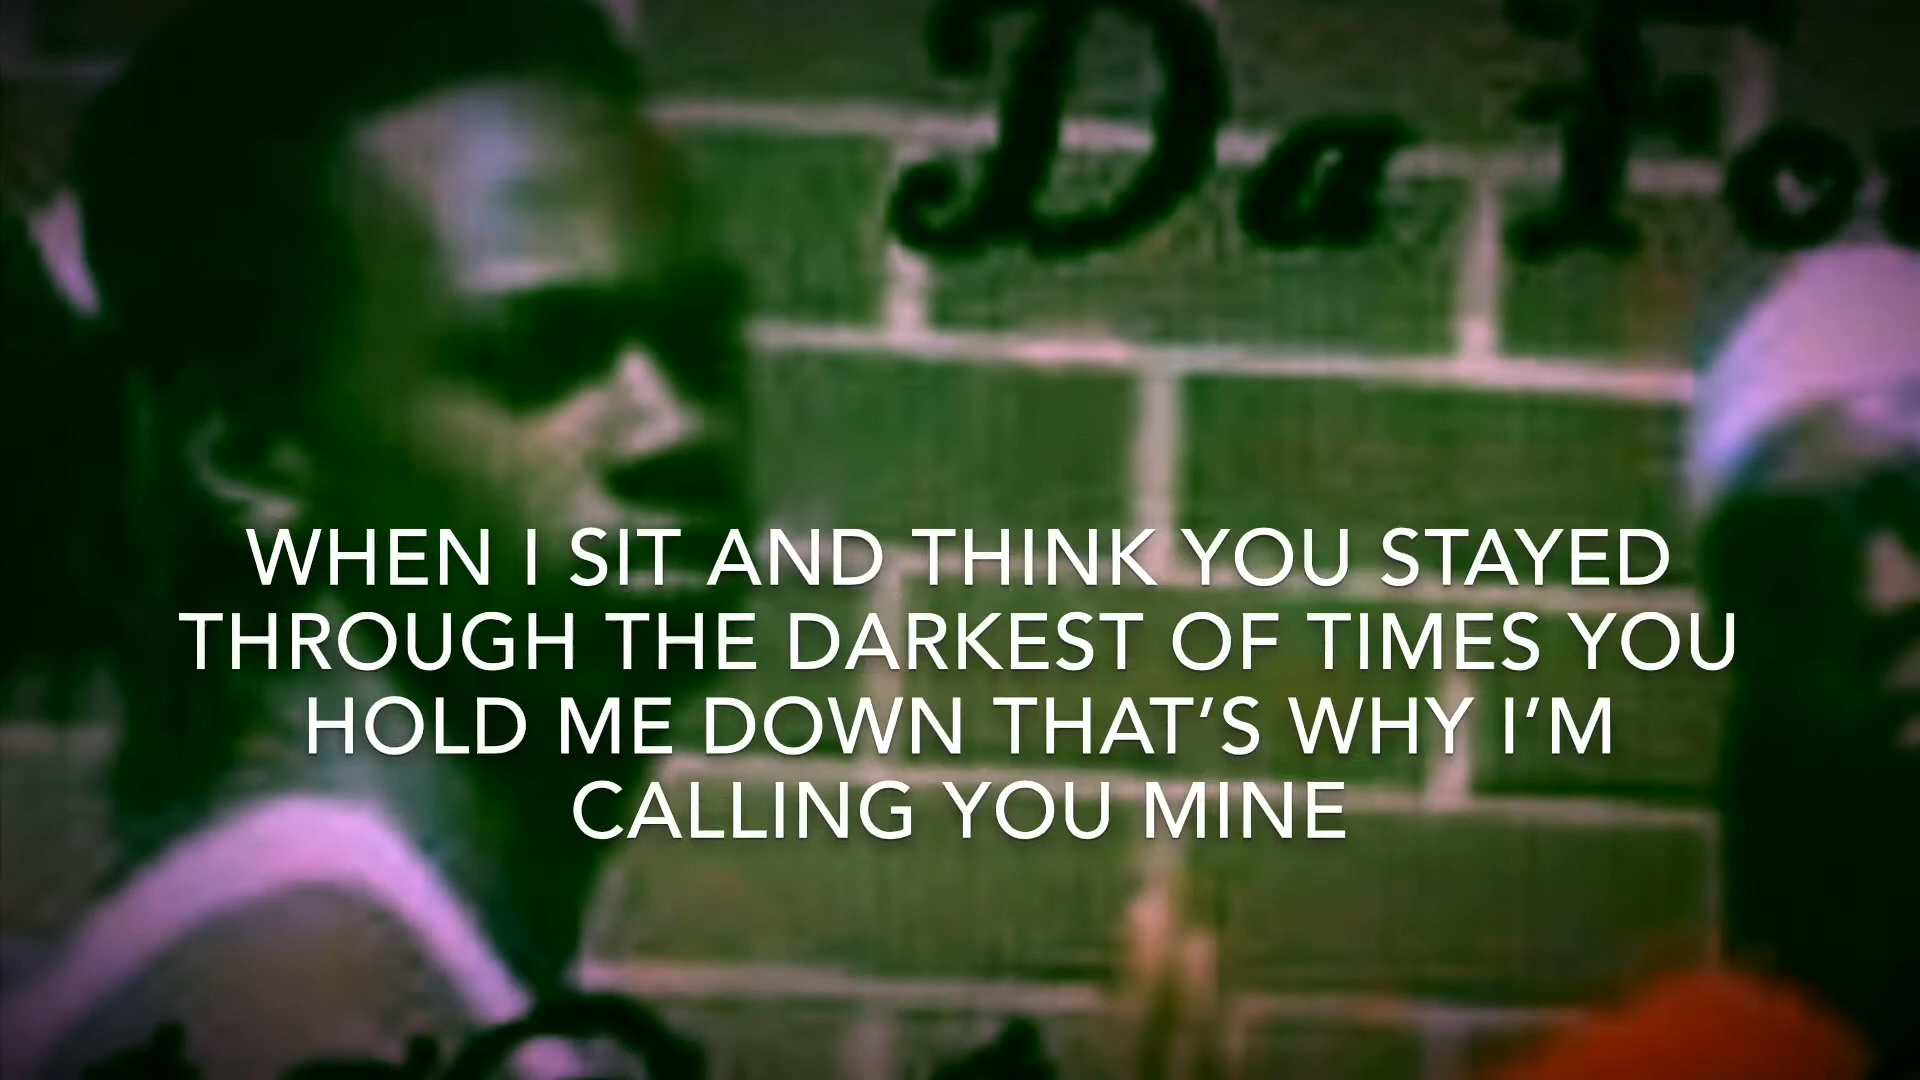 Da Fo
WHEN I SIT AND THINK YOU STAYED
THROUGH THE DARKEST OF TIMES YOU
HOLD ME DOWN THAT’S WHY I’M
CALLING YOU MINE